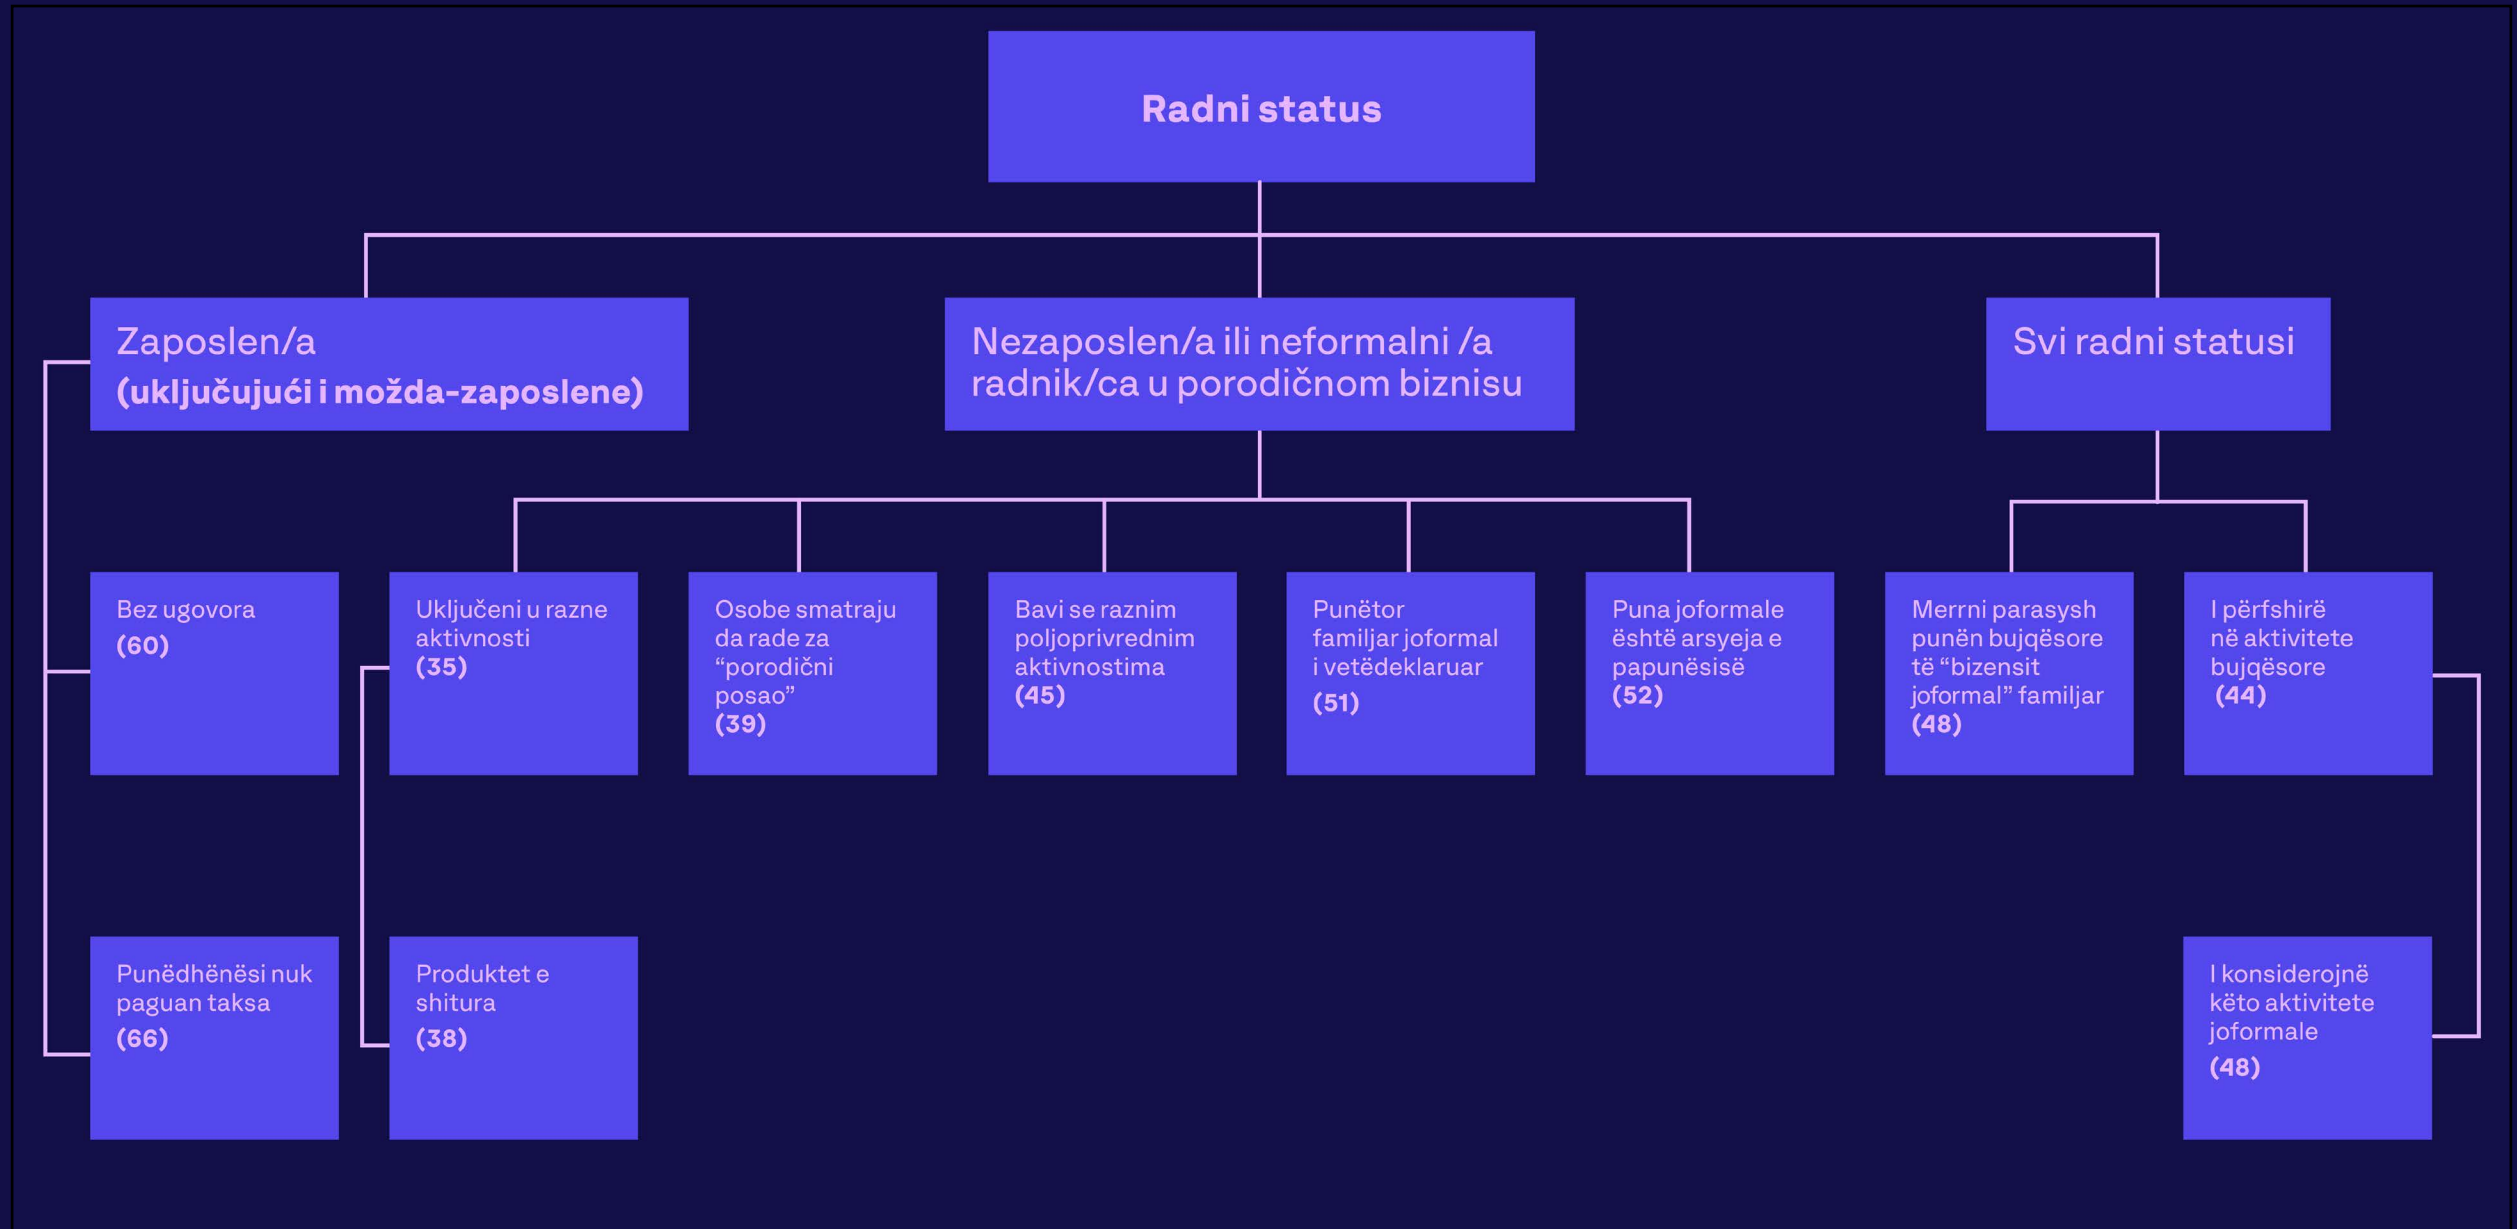 Radni status
Zaposlen/a
(uključujući i možda-zaposlene)
Nezaposlen/a ili neformalni /a
radnik/ca u porodičnom biznisu
Svi radni statusi
Bez ugovora
(60)
Uključeni u razne
aktivnosti
(35)
Osobe smatraju
da rade za
“porodični
posao”
(39)
Bavi se raznim
poljoprivrednim
aktivnostima
(45)
Punëtor
familjar joformal
i vetëdeklaruar
(51)
Puna joformale
është arsyeja e
papunësisë
(52)
Merrni parasysh
punën bujqësore
të “bizensit
joformal” familjar
(48)
I përfshirë
në aktivitete
bujqësore
(44)
Punëdhënësi nuk
paguan taksa
(66)
Produktet e
shitura
(38)
I konsiderojnë
këto aktivitete
joformale
(48)